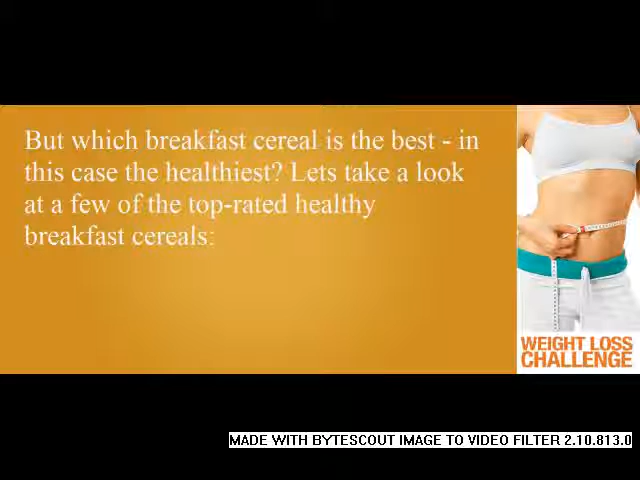 But which breakfast cereal is the best - in
this case the healthiest? Lets take a look
at a few of the top-rated healthy
breakfast cereals:
WEIGHT LOSS
CHALLENGE
MADE WITH BYTESCOUT IMAGE TO VIDEO FILTER 2.10.813.0